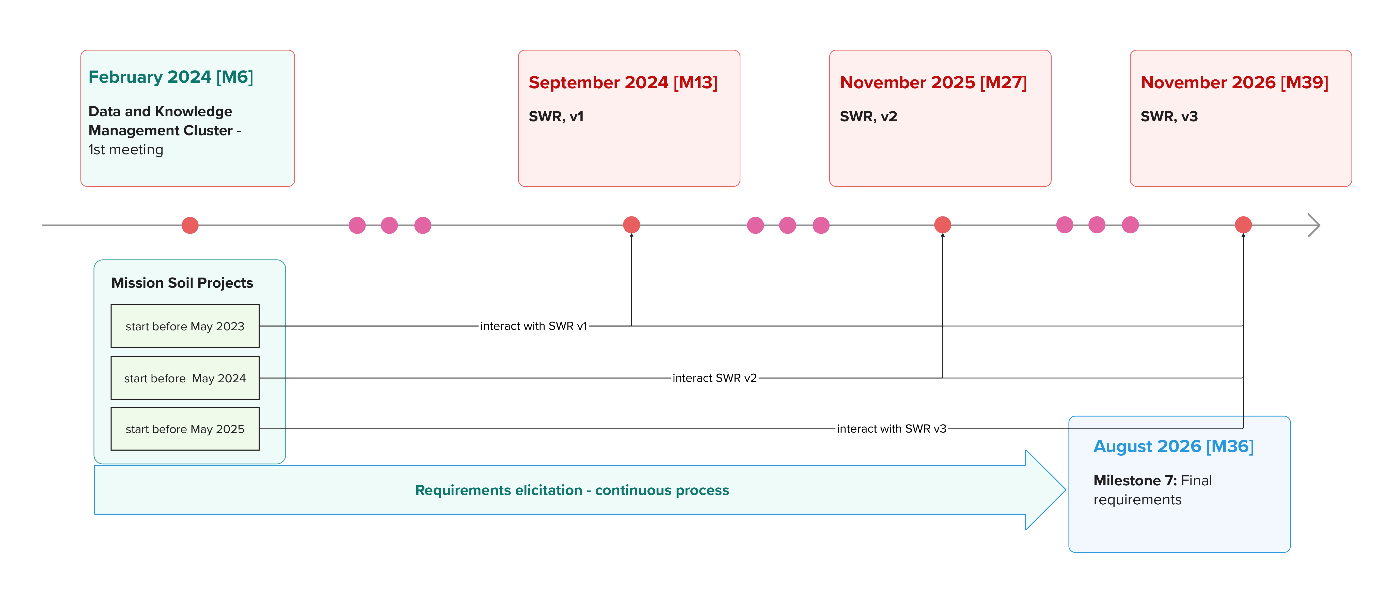 February 2024 [M6]
Data and Knowledge
Management Cluster -
1st meeting
September 2024 [M13]
SWR, v1
November 2025 [M27]
SWR, v2
November 2026 [M39]
SWR, v3
Mission Soil Projects
start before May 2023
interact with SWR v1
start before  May 2024
interact SWR v2
start before May 2025
interact with SWR v3
August 2026 [M36]
Milestone 7: Final
requirements
Requirements elicitation - continuous process